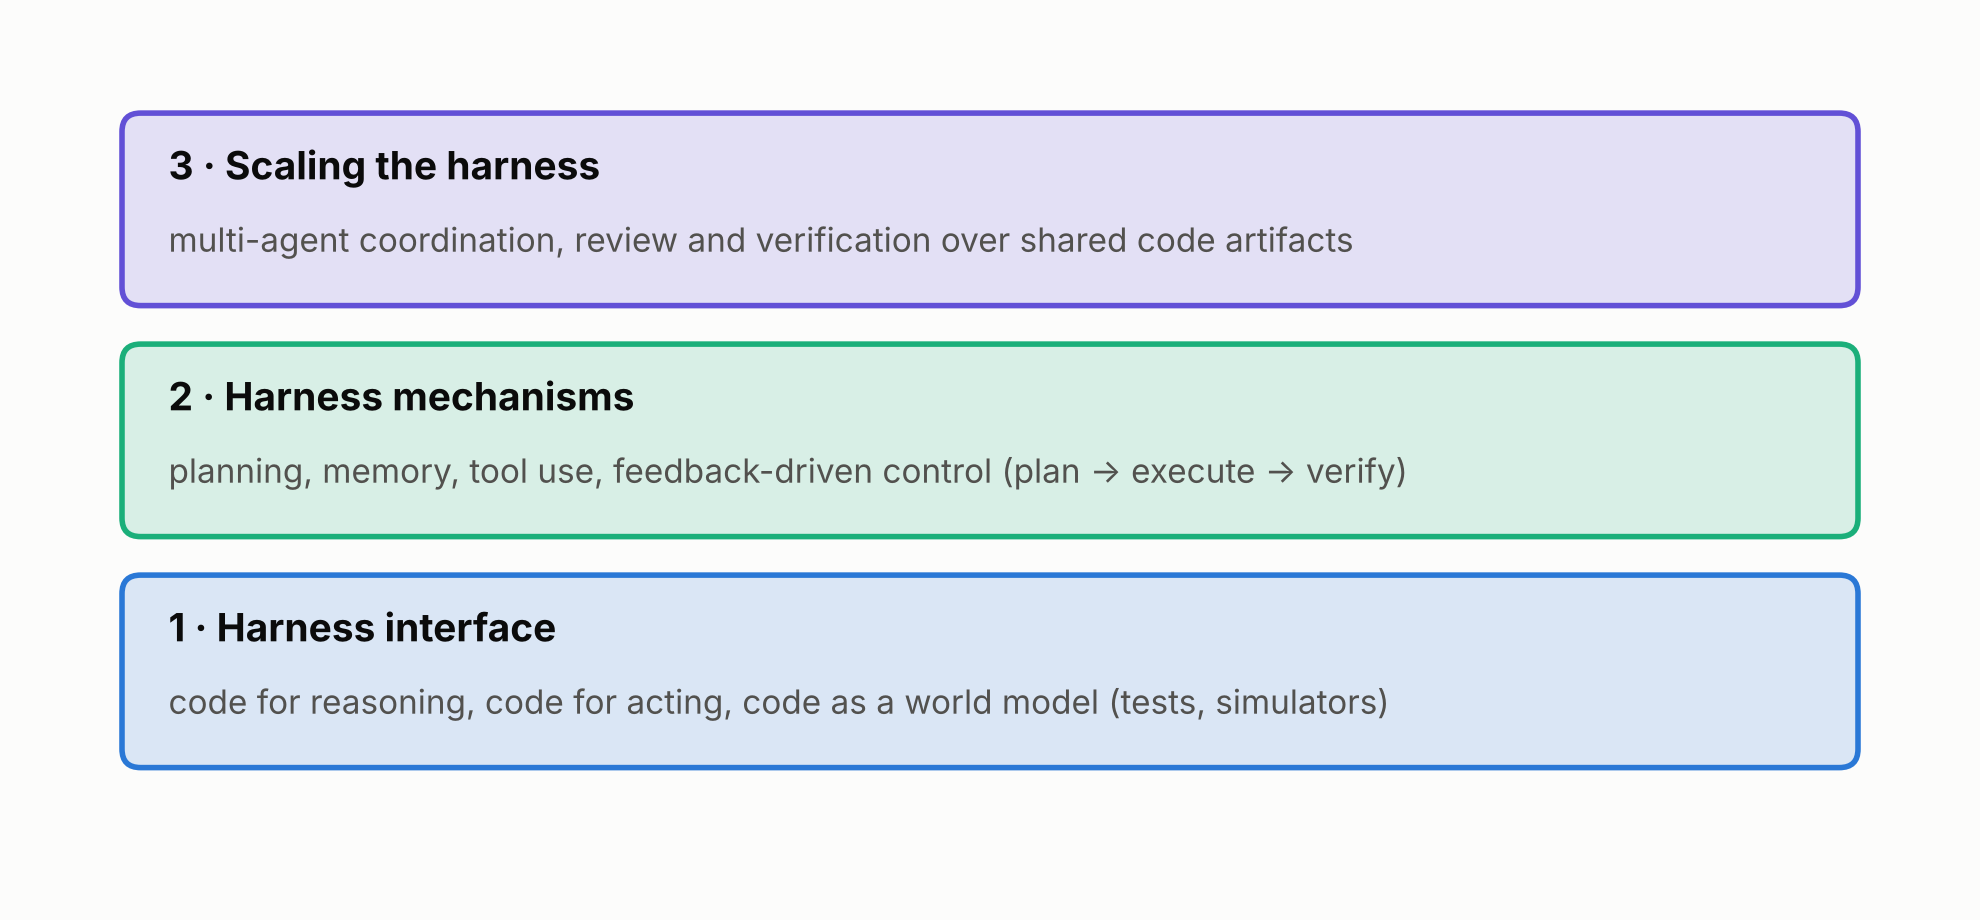 3 · Scaling the harness
multi-agent coordination, review and verification over shared code artifacts
2 · Harness mechanisms
planning, memory, tool use, feedback-driven control (plan → execute → verify)
1 · Harness interface
code for reasoning, code for acting, code as a world model (tests, simulators)